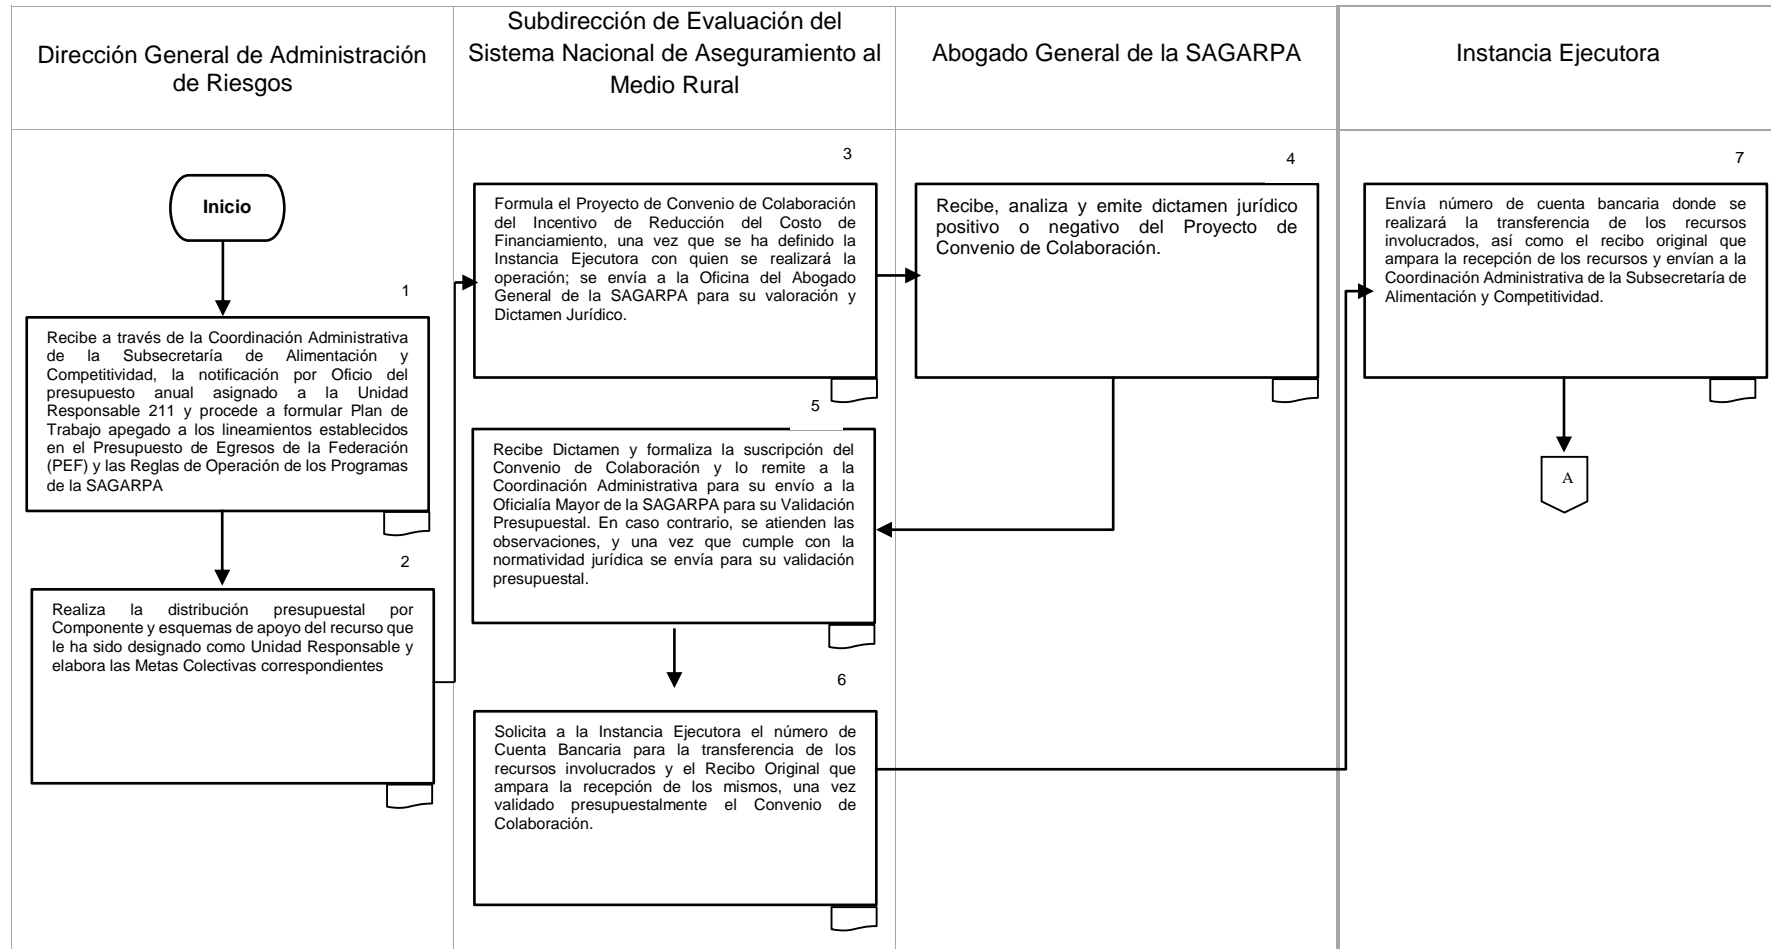 Dirección General de Administración
de Riesgos
Subdirección de Evaluación del
Sistema Nacional de Aseguramiento al
Medio Rural
Abogado General de la SAGARPA
Instancia Ejecutora
Inicio
1
Recibe a través de la Coordinación Administrativa
de la Subsecretaría de Alimentación y
Competitividad, la notificación por Oficio del
presupuesto anual asignado a la Unidad
Responsable 211 y procede a formular Plan de
Trabajo apegado a los lineamientos establecidos
en el Presupuesto de Egresos de la Federación
(PEF) y las Reglas de Operación de los Programas
de la SAGARPA
2
Realiza la distribución presupuestal por
Componente y esquemas de apoyo del recurso que
le ha sido designado como Unidad Responsable y
elabora las Metas Colectivas correspondientes
3
Formula el Proyecto de Convenio de Colaboración
del Incentivo de Reducción del Costo de
Financiamiento, una vez que se ha definido la
Instancia Ejecutora con quien se realizará la
operación; se envía a la Oficina del Abogado
General de la SAGARPA para su valoración y
Dictamen Jurídico.
4
Recibe, analiza y emite dictamen jurídico
positivo o negativo del Proyecto de
Convenio de Colaboración.
5
Recibe Dictamen y formaliza la suscripción del
Convenio de Colaboración y lo remite a la
Coordinación Administrativa para su envío a la
Oficialía Mayor de la SAGARPA para su Validación
Presupuestal. En caso contrario, se atienden las
observaciones, y una vez que cumple con la
normatividad jurídica se envía para su validación
presupuestal.
6
Solicita a la Instancia Ejecutora el número de
Cuenta Bancaria para la transferencia de los
recursos involucrados y el Recibo Original que
ampara la recepción de los mismos, una vez
validado presupuestalmente el Convenio de
Colaboración.
7
Envía número de cuenta bancaria donde se
realizará la transferencia de los recursos
involucrados, así como el recibo original que
ampara la recepción de los recursos y envían a la
Coordinación Administrativa de la Subsecretaría de
Alimentación y Competitividad.
A